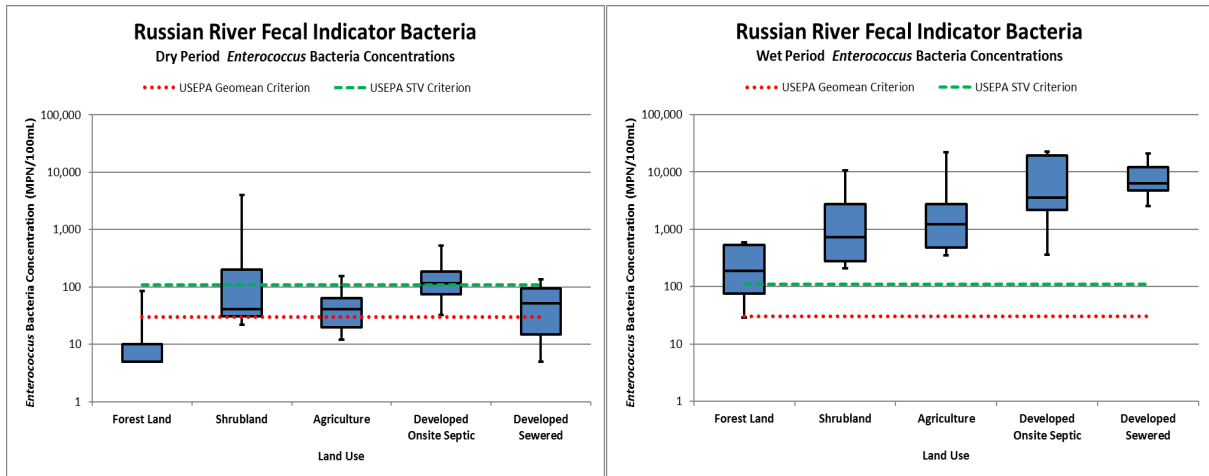 Russian River Fecal Indicator Bacteria
Dry Period Enterococcus Bacteria Concentrations
USEPA Geomean Criterion
USEPA STV Criterion
Enterococcus Bacteria Concentration (MPN/100mL)
100,000
10,000
1,000
100
10
1
Forest Land
Shrubland
Agriculture
Developed
Onsite Septic
Developed
Sewered
Land Use
Russian River Fecal Indicator Bacteria
Wet Period Enterococcus Bacteria Concentrations
USEPA Geomean Criterion
USEPA STV Criterion
Enterococcus Bacteria Concentration (MPN/100mL)
100,000
10,000
1,000
100
10
1
Forest Land
Shrubland
Agriculture
Developed
Onsite Septic
Developed
Sewered
Land Use